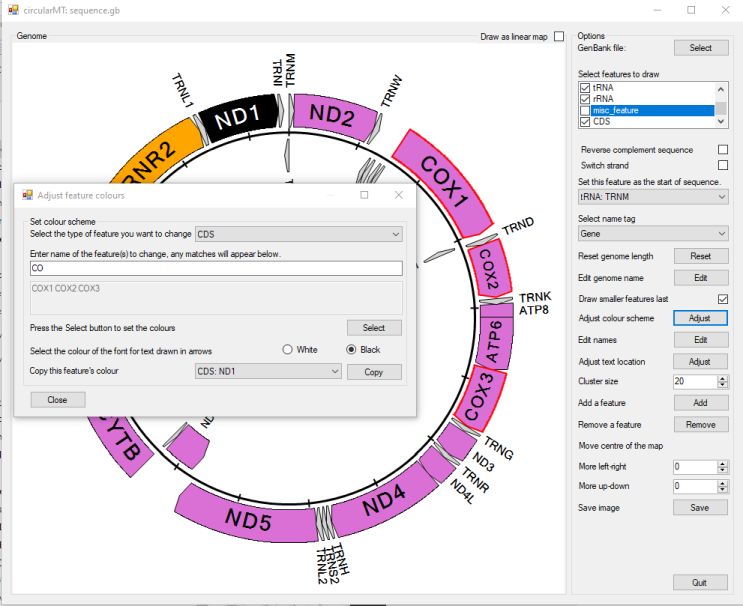 circularMT: sequence.gb
Genome
Draw as linear map
TRNL1
ND1
TRNI
TRNM
ND2
TRNW
RNR2
COX1
TRND
COX2
TRNK
ATP8
ATP6
COX3
TRNG
ND3
TRNR
ND4L
ND4
TRNH
TRNS2
TRNL2
ND5
CYTB
Adjust feature colours
Set colour scheme
Select the type of feature you want to change
CDS
Enter name of the feature(s) to change, any matches will appear below.
CO
COX1 COX2 COX3
Press the Select button to set the colours
Select
Select the colour of the font for text drawn in arrows
White
Black
Copy this feature's colour
CDS: ND1
Copy
Close
Options
GenBank file:
Select
Select features to draw
tRNA
rRNA
misc_feature
CDS
Reverse complement sequence
Switch strand
Set this feature as the start of sequence.
tRNA: TRNM
Select name tag
Gene
Reset genome length
Reset
Edit genome name
Edit
Draw smaller features last
Adjust colour scheme
Adjust
Edit names
Edit
Adjust text location
Adjust
Cluster size
20
Add a feature
Add
Remove a feature
Remove
Move centre of the map
More left-right
0
More up-down
0
Save image
Save
Quit